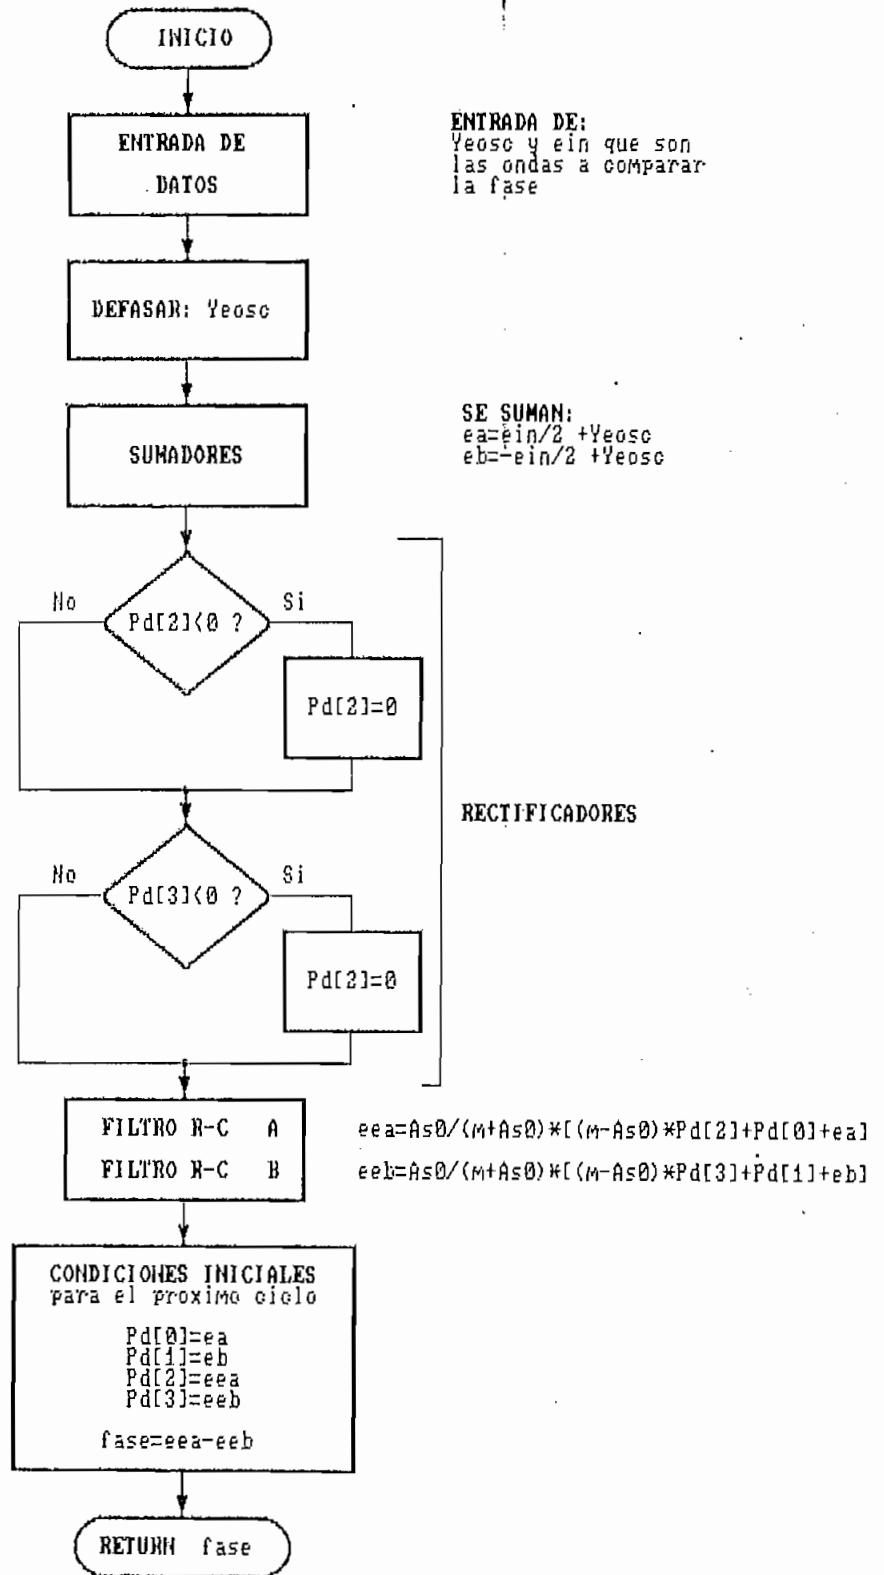 INICIO
ENTRADA DE
DATOS
ENTRADA DE:
Yeosc y ein que son
las ondas a comparar
la fase
DEFASAR: Yeosc
SUMADORES
SE SUMAN:
ea=ein/2 +Yeosc
eb=-ein/2 +Yeosc
No
Pd[2]<0 ?
Si
Pd[2]=0
RECTIFICADORES
No
Pd[3]<0 ?
Si
Pd[2]=0
FILTRO R-C A
FILTRO R-C B
eea=As0/(m+As0)*[(m-As0)*Pd[2]+Pd[0]+ea]
eeb=As0/(m+As0)*[(m-As0)*Pd[3]+Pd[1]+eb]
CONDICIONES INICIALES
para el proximo ciclo
Pd[0]=ea
Pd[1]=eb
Pd[2]=eea
Pd[3]=eeb
fase=eea-eeb
RETURN fase